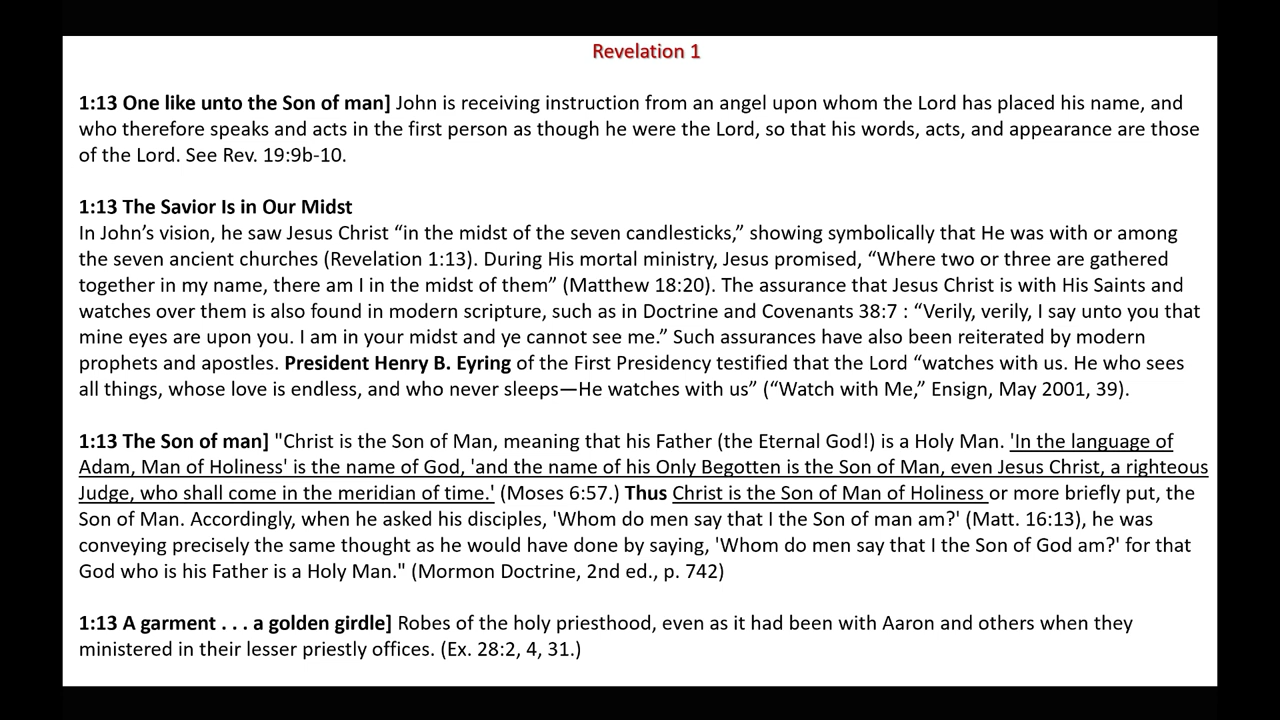 Revelation 1
1:13 One like unto the Son of man] John is receiving instruction from an angel upon whom the Lord has placed his name, and
who therefore speaks and acts in the first person as though he were the Lord, so that his words, acts, and appearance are those
of the Lord. See Rev. 19:9b-10.
1:13 The Savior Is in Our Midst
In John’s vision, he saw Jesus Christ “in the midst of the seven candlesticks,” showing symbolically that He was with or among
the seven ancient churches (Revelation 1:13). During His mortal ministry, Jesus promised, “Where two or three are gathered
together in my name, there am I in the midst of them” (Matthew 18:20). The assurance that Jesus Christ is with His Saints and
watches over them is also found in modern scripture, such as in Doctrine and Covenants 38:7 : “Verily, verily, I say unto you that
mine eyes are upon you. I am in your midst and ye cannot see me.” Such assurances have also been reiterated by modern
prophets and apostles. President Henry B. Eyring of the First Presidency testified that the Lord “watches with us. He who sees
all things, whose love is endless, and who never sleeps—He watches with us” (“Watch with Me,” Ensign, May 2001, 39).
1:13 The Son of man] "Christ is the Son of Man, meaning that his Father (the Eternal God!) is a Holy Man. 'In the language of
Adam, Man of Holiness' is the name of God, 'and the name of his Only Begotten is the Son of Man, even Jesus Christ, a righteous
Judge, who shall come in the meridian of time.' (Moses 6:57.) Thus Christ is the Son of Man of Holiness or more briefly put, the
Son of Man. Accordingly, when he asked his disciples, 'Whom do men say that I the Son of man am?' (Matt. 16:13), he was
conveying precisely the same thought as he would have done by saying, 'Whom do men say that I the Son of God am?' for that
God who is his Father is a Holy Man." (Mormon Doctrine, 2nd ed., p. 742)
1:13 A garment . . . a golden girdle] Robes of the holy priesthood, even as it had been with Aaron and others when they
ministered in their lesser priestly offices. (Ex. 28:2, 4, 31.)